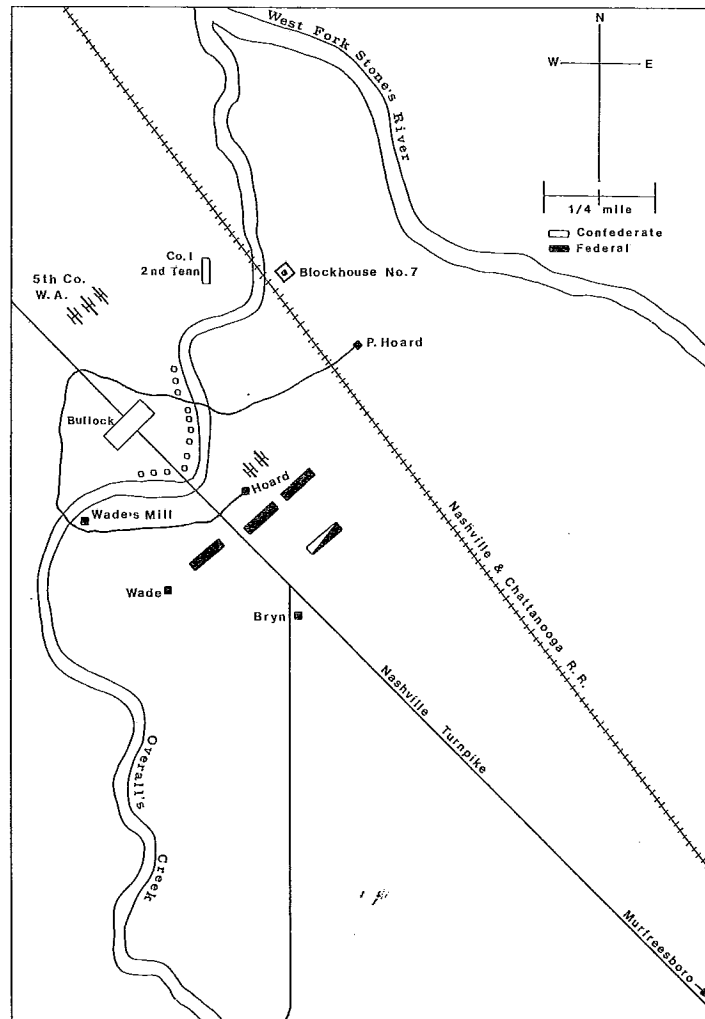 West Fork Stone's River
N
W E
1/4 mile
Confederate
Federal
Co. I
2nd Tenn
Blockhouse No. 7
5th Co.
W. A.
P. Hoard
Bullock
Hoard
Wade's Mill
Wade
Bryn
Nashville & Chattanooga R. R.
Nashville Turnpike
Overall's Creek
Murfreesboro